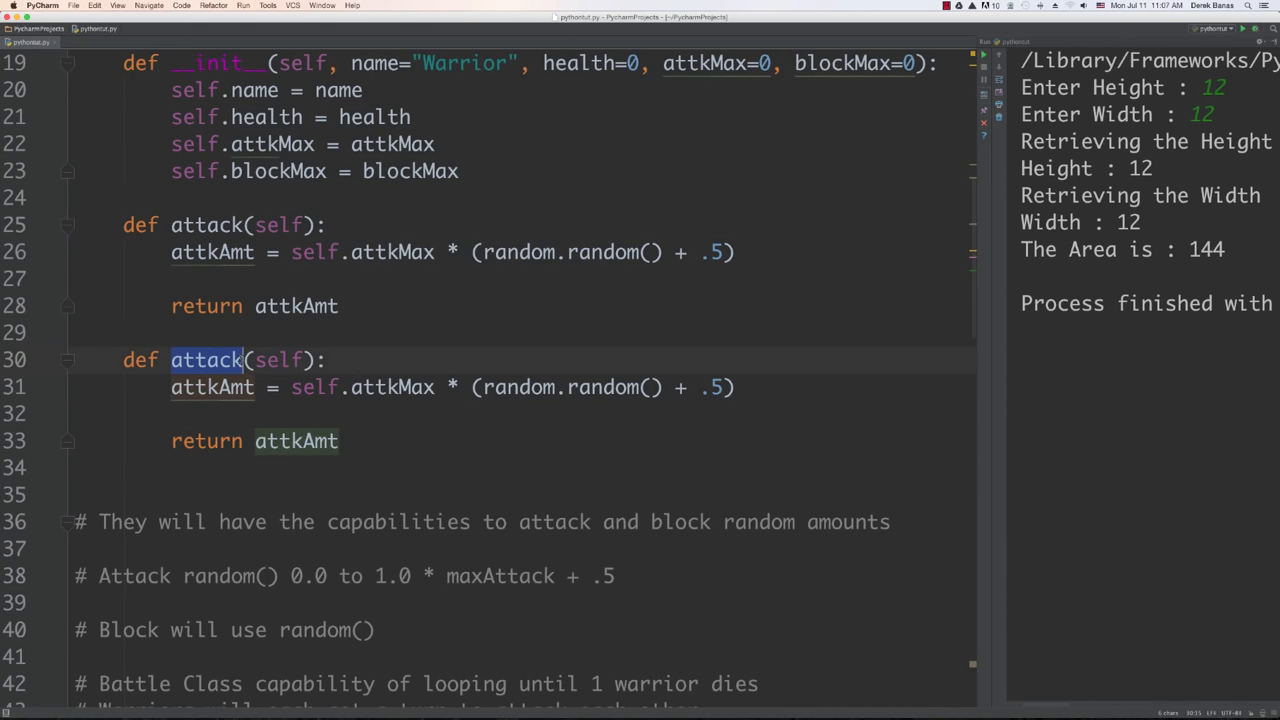 PyCharm File Edit View Navigate Code Refactor Run Tools VCS Window Help
10 Mon Jul 11 11:07 AM Derek Banas
pythontut.py - PycharmProjects - [~/PycharmProjects]
PycharmProjects pythontut.py pythontut
pythontut.py
Run pythontut
19 def __init__(self, name="Warrior", health=0, attkMax=0, blockMax=0):
20 self.name = name
21 self.health = health
22 self.attkMax = attkMax
23 self.blockMax = blockMax
24
25 def attack(self):
26 attkAmt = self.attkMax * (random.random() + .5)
27
28 return attkAmt
29
30 def attack(self):
31 attkAmt = self.attkMax * (random.random() + .5)
32
33 return attkAmt
34
35
36 # They will have the capabilities to attack and block random amounts
37
38 # Attack random() 0.0 to 1.0 * maxAttack + .5
39
40 # Block will use random()
41
42 # Battle Class capability of looping until 1 warrior dies
/Library/Frameworks/Py
Enter Height : 12
Enter Width : 12
Retrieving the Height
Height : 12
Retrieving the Width
Width : 12
The Area is : 144
Process finished with
6 chars 30:15 LF UTF-8